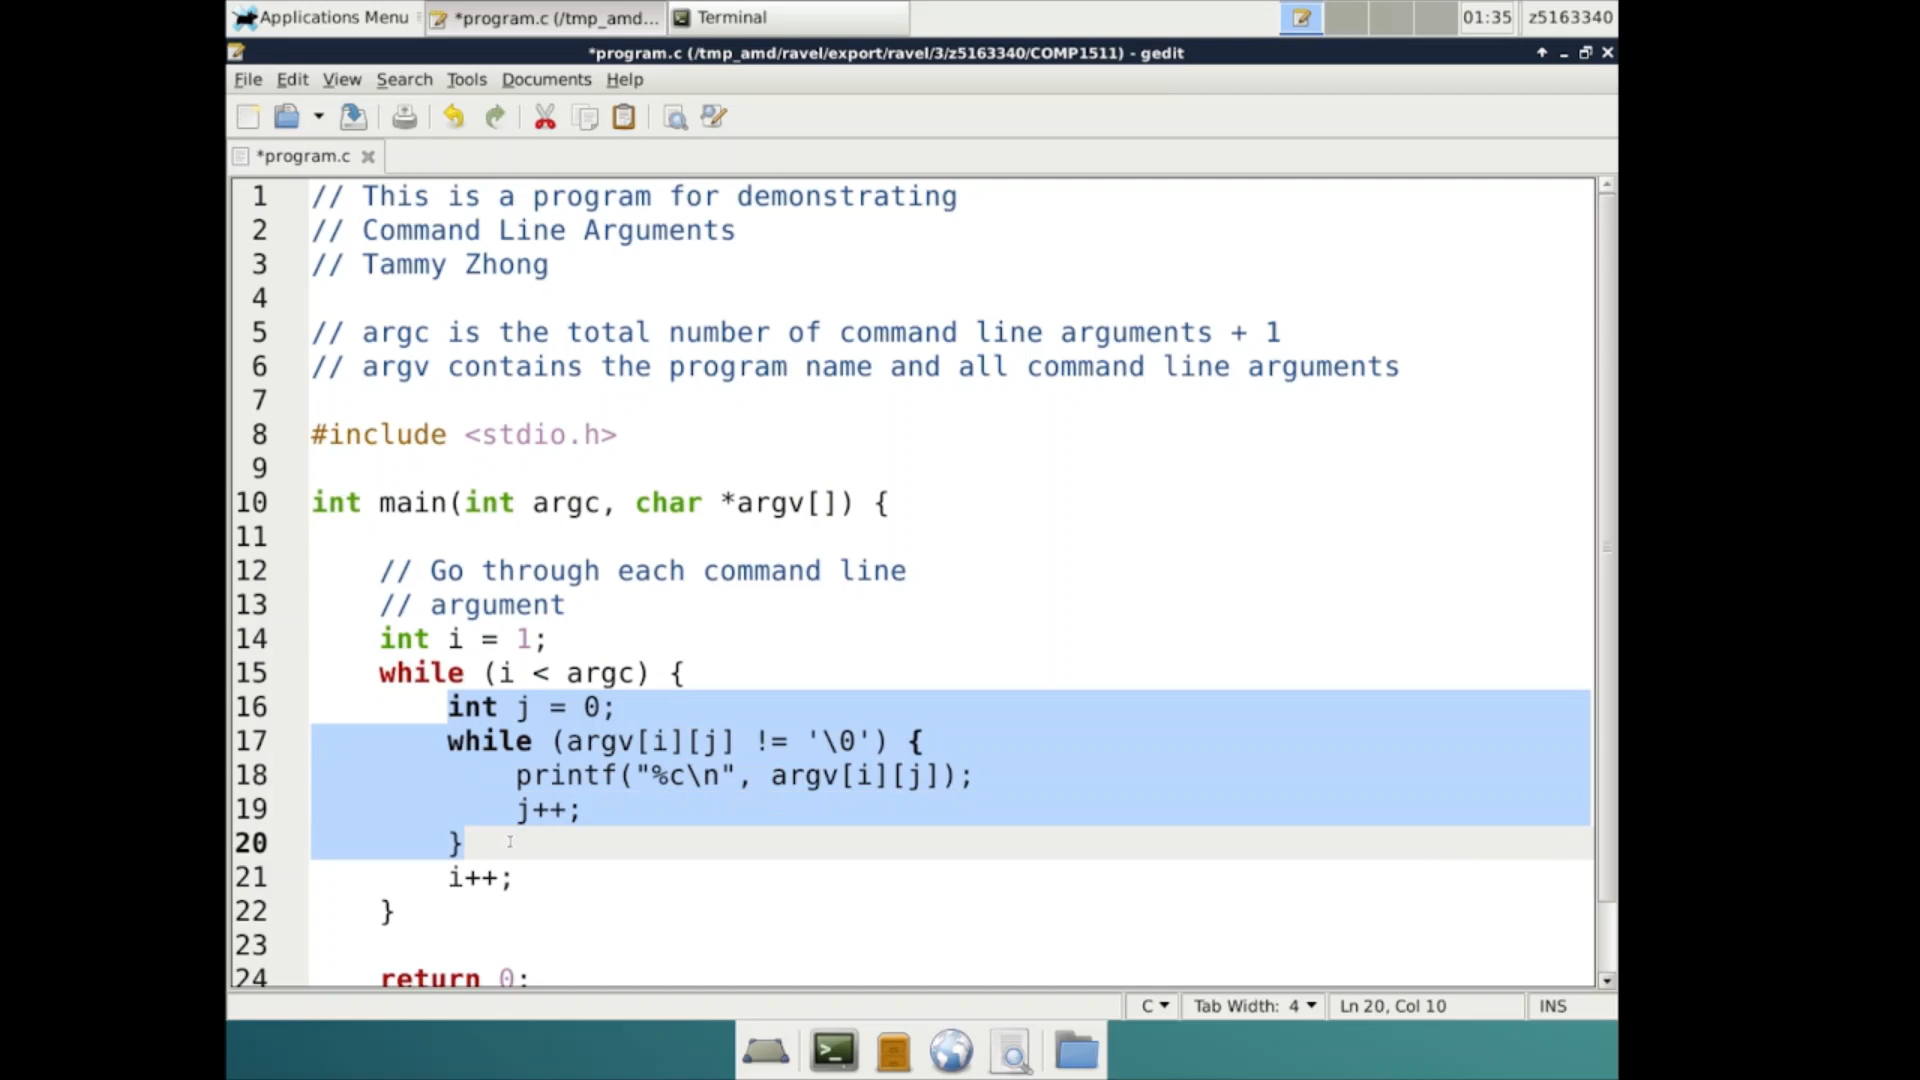 Applications Menu *program.c (/tmp_amd... Terminal 01:35 z5163340
*program.c (/tmp_amd/ravel/export/ravel/3/z5163340/COMP1511) - gedit
File Edit View Search Tools Documents Help
*program.c
1 // This is a program for demonstrating
2 // Command Line Arguments
3 // Tammy Zhong
4
5 // argc is the total number of command line arguments + 1
6 // argv contains the program name and all command line arguments
7
8 #include <stdio.h>
9
10 int main(int argc, char *argv[]) {
11
12 // Go through each command line
13 // argument
14 int i = 1;
15 while (i < argc) {
16 int j = 0;
17 while (argv[i][j] != '\0') {
18 printf("%c\n", argv[i][j]);
19 j++;
20 }
21 i++;
22 }
23
24 return 0;
C Tab Width: 4 Ln 20, Col 10 INS